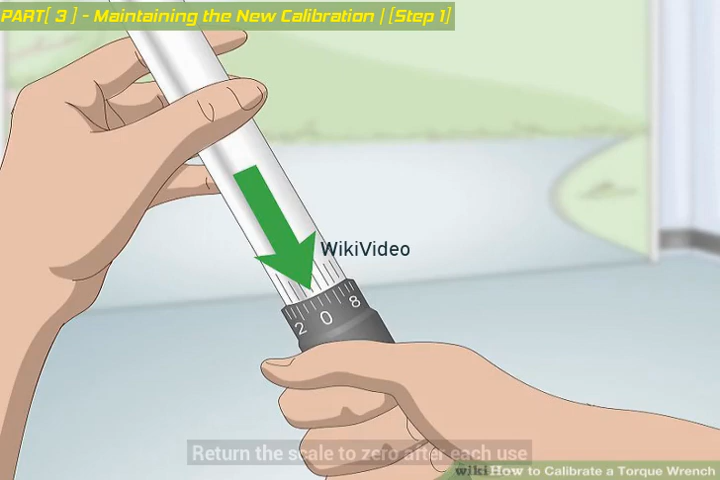 PART[ 3 ] - Maintaining the New Calibration | [Step 1]
WikiVideo
2 0 8
Return the scale to zero after each use
wikiHow to Calibrate a Torque Wrench